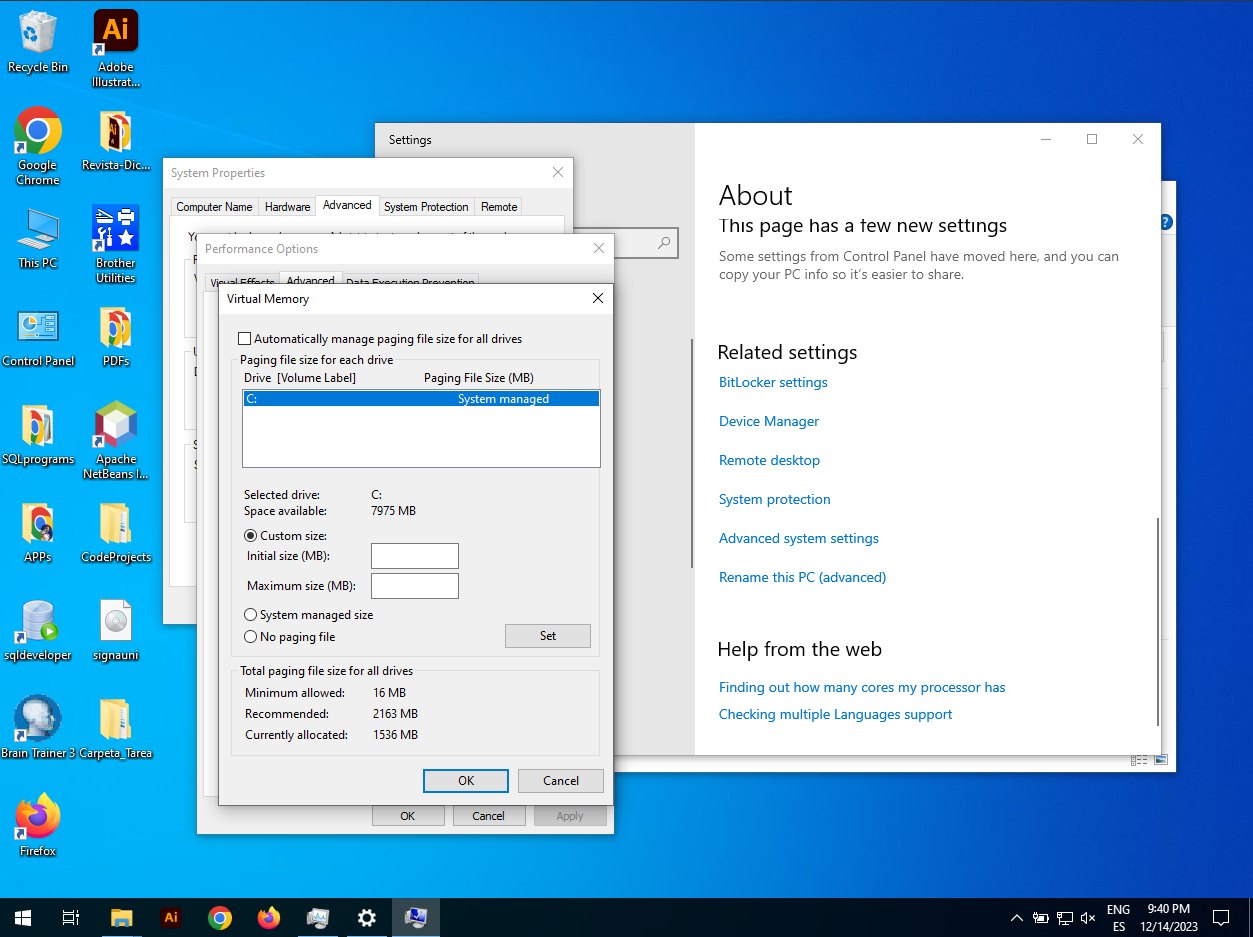 Recycle Bin
Adobe
Illustrat...
Google
Chrome
Revista-Dic...
This PC
Brother
Utilities
Control Panel
PDFs
SQLprograms
Apache
NetBeans I...
APPs
CodeProjects
sqldeveloper
signauni
Brain Trainer 3
Carpeta_Tarea
Firefox
Settings
System Properties
Computer Name
Hardware
Advanced
System Protection
Remote
Performance Options
Visual Effects
Advanced
Data Execution Prevention
Virtual Memory
Automatically manage paging file size for all drives
Paging file size for each drive
Drive [Volume Label] Paging File Size (MB)
C: System managed
Selected drive: C:
Space available: 7975 MB
Custom size:
Initial size (MB):
Maximum size (MB):
System managed size
No paging file
Set
Total paging file size for all drives
Minimum allowed: 16 MB
Recommended: 2163 MB
Currently allocated: 1536 MB
OK Cancel
OK Cancel Apply
About
This page has a few new settings
Some settings from Control Panel have moved here, and you can
copy your PC info so it's easier to share.
Related settings
BitLocker settings
Device Manager
Remote desktop
System protection
Advanced system settings
Rename this PC (advanced)
Help from the web
Finding out how many cores my processor has
Checking multiple Languages support
Ai
ENG
ES
9:40 PM
12/14/2023